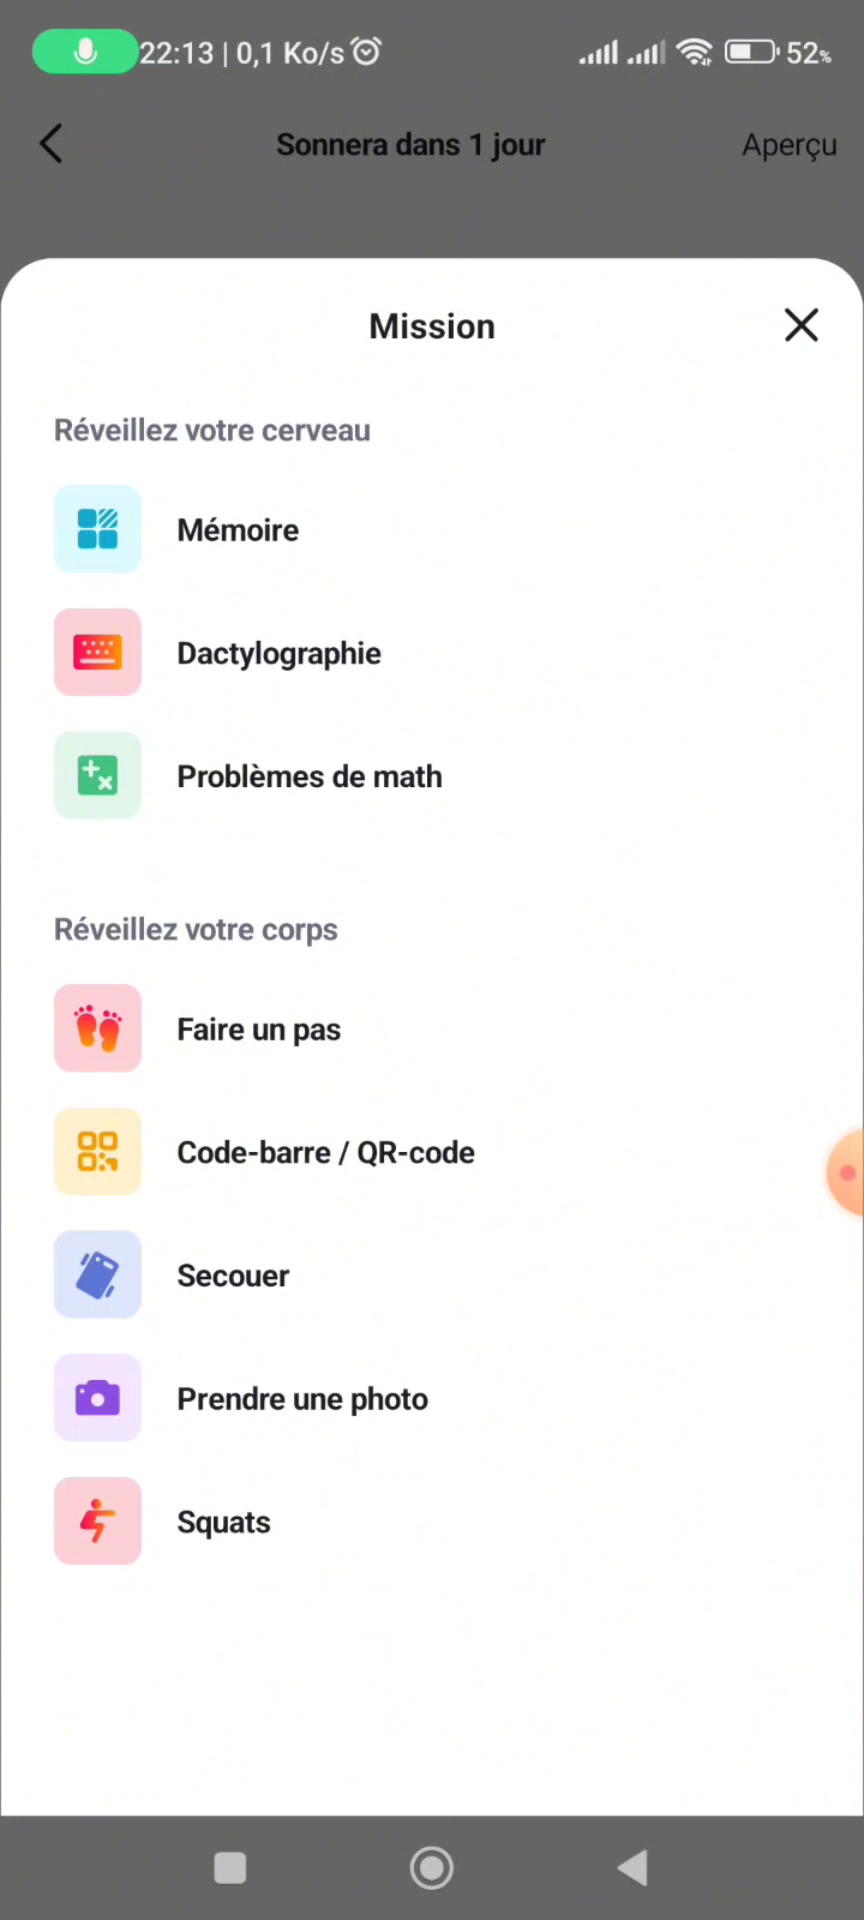 22:13 | 0,1 Ko/s 52%
Sonnera dans 1 jour Aperçu
Mission
Réveillez votre cerveau
Mémoire
Dactylographie
Problèmes de math
Réveillez votre corps
Faire un pas
Code-barre / QR-code
Secouer
Prendre une photo
Squats